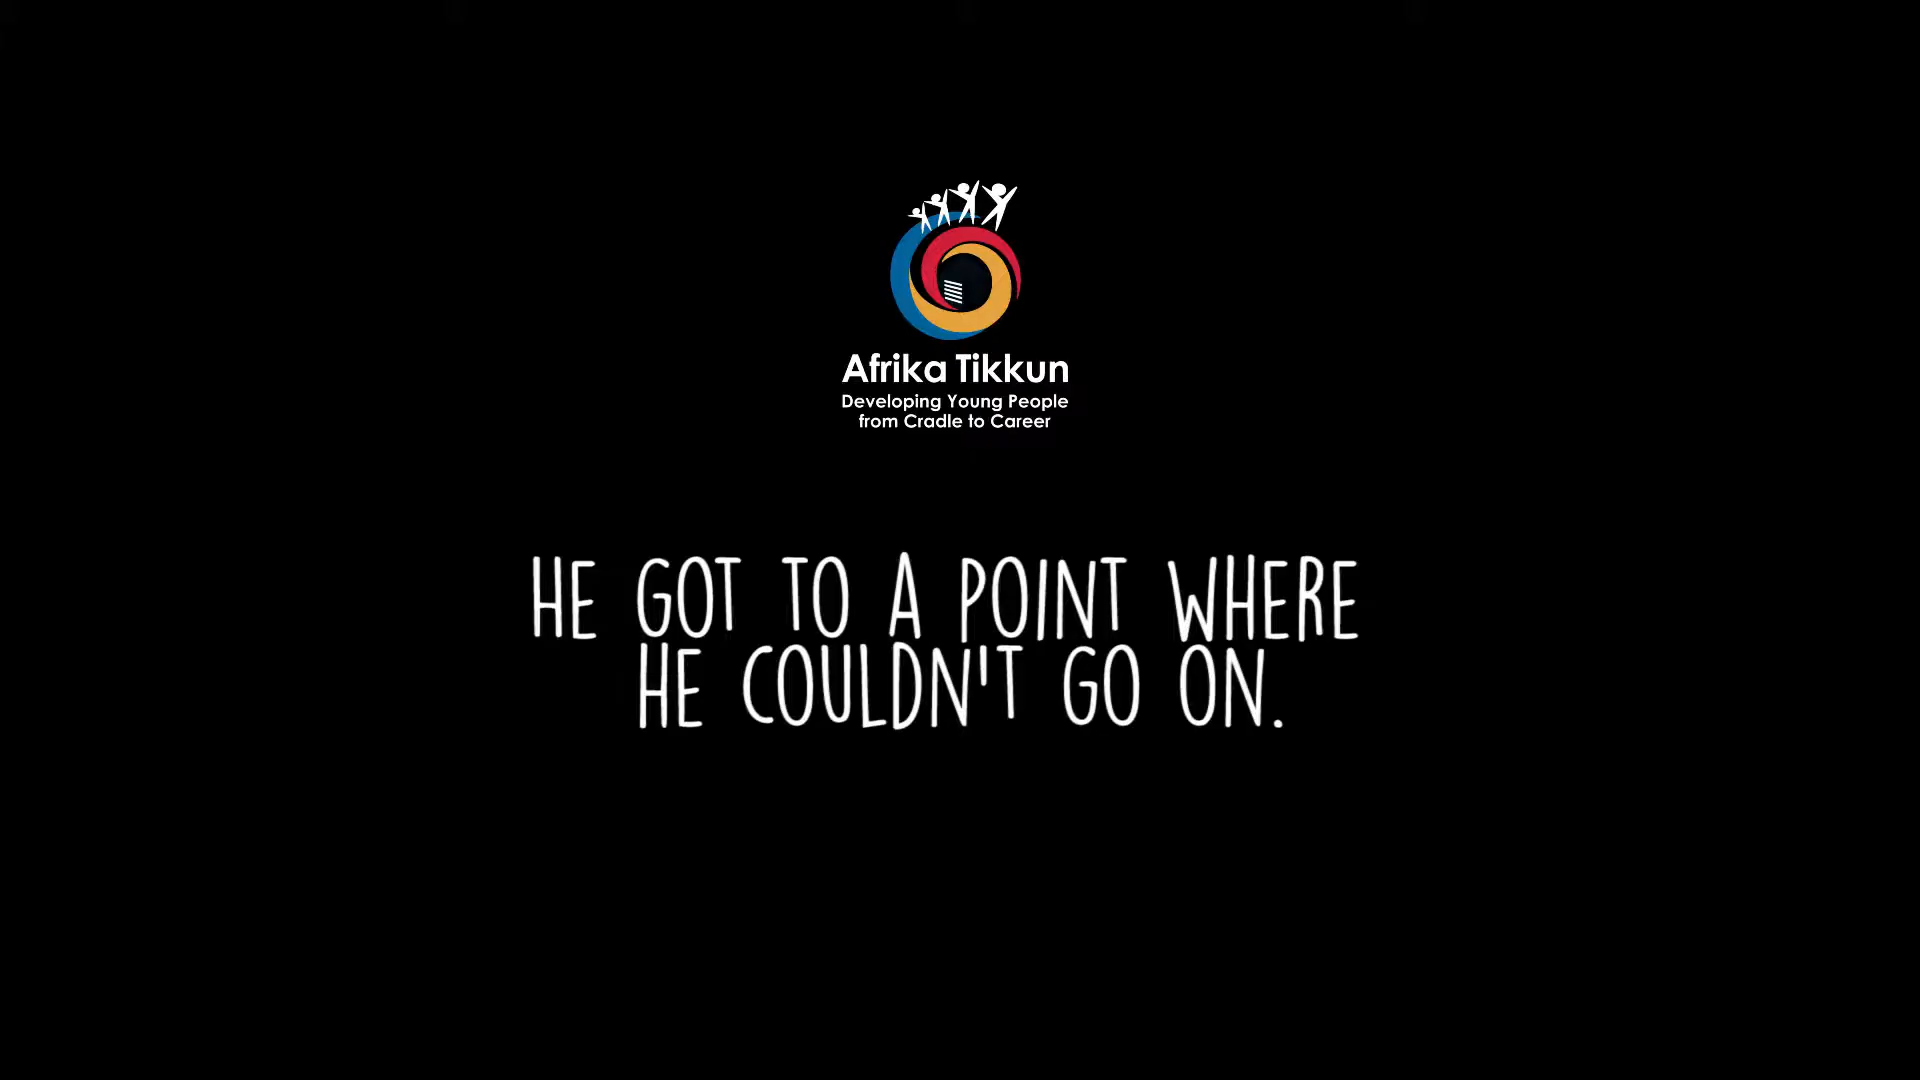 Afrika Tikkun
Developing Young People
from Cradle to Career
HE GOT TO A POINT WHERE
HE COULDN'T GO ON.